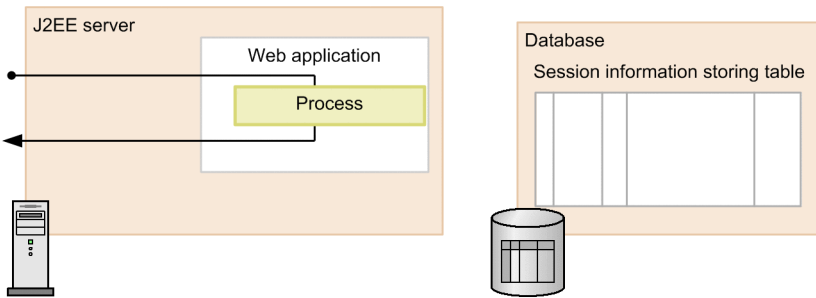 J2EE server
Web application
Process
Database
Session information storing table